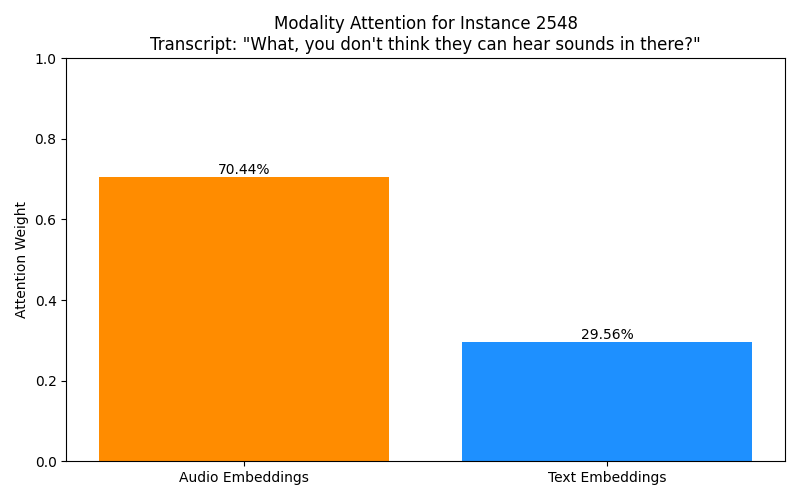 Modality Attention for Instance 2548
Transcript: "What, you don't think they can hear sounds in there?"
1.0
0.8
0.6
0.4
0.2
0.0
Attention Weight
70.44%
29.56%
Audio Embeddings
Text Embeddings